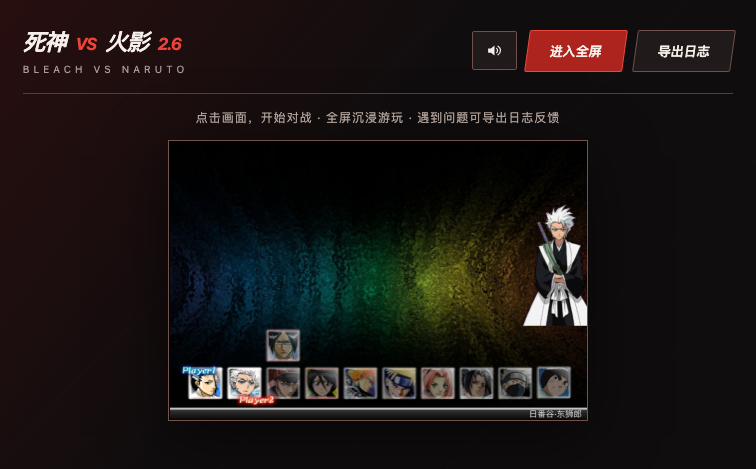 死神 VS 火影 2.6
BLEACH VS NARUTO
进入全屏
导出日志
点击画面，开始对战 · 全屏沉浸游玩 · 遇到问题可导出日志反馈
Player1
Player2
日番谷·东狮郎